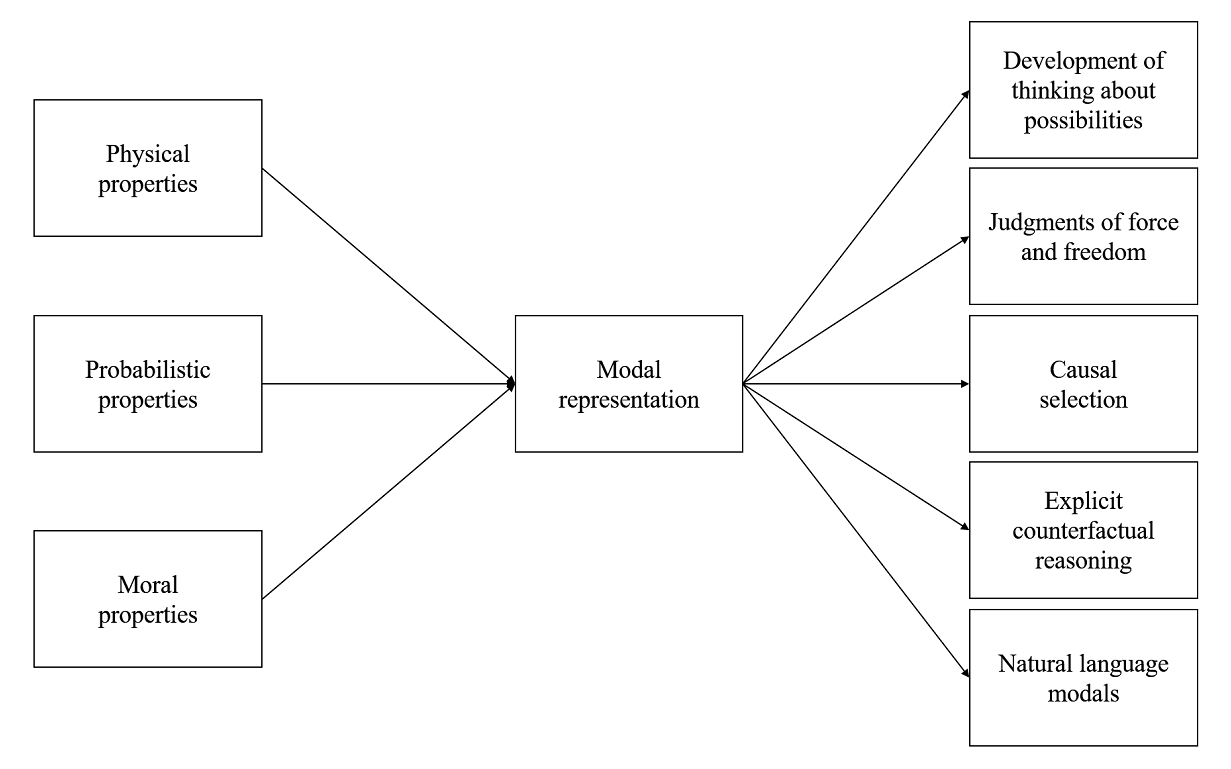 Physical
properties
Probabilistic
properties
Moral
properties
Modal
representation
Development of
thinking about
possibilities
Judgments of force
and freedom
Causal
selection
Explicit
counterfactual
reasoning
Natural language
modals